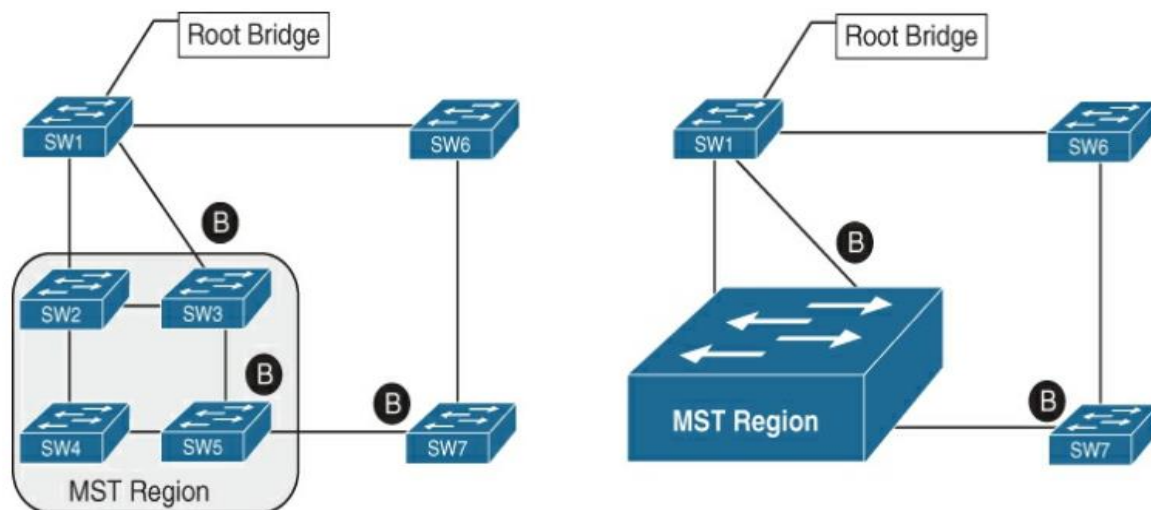 Root Bridge
SW1
SW6
B
SW2
SW3
B
B
SW4
SW5
SW7
MST Region
Root Bridge
SW1
SW6
B
MST Region
B
SW7